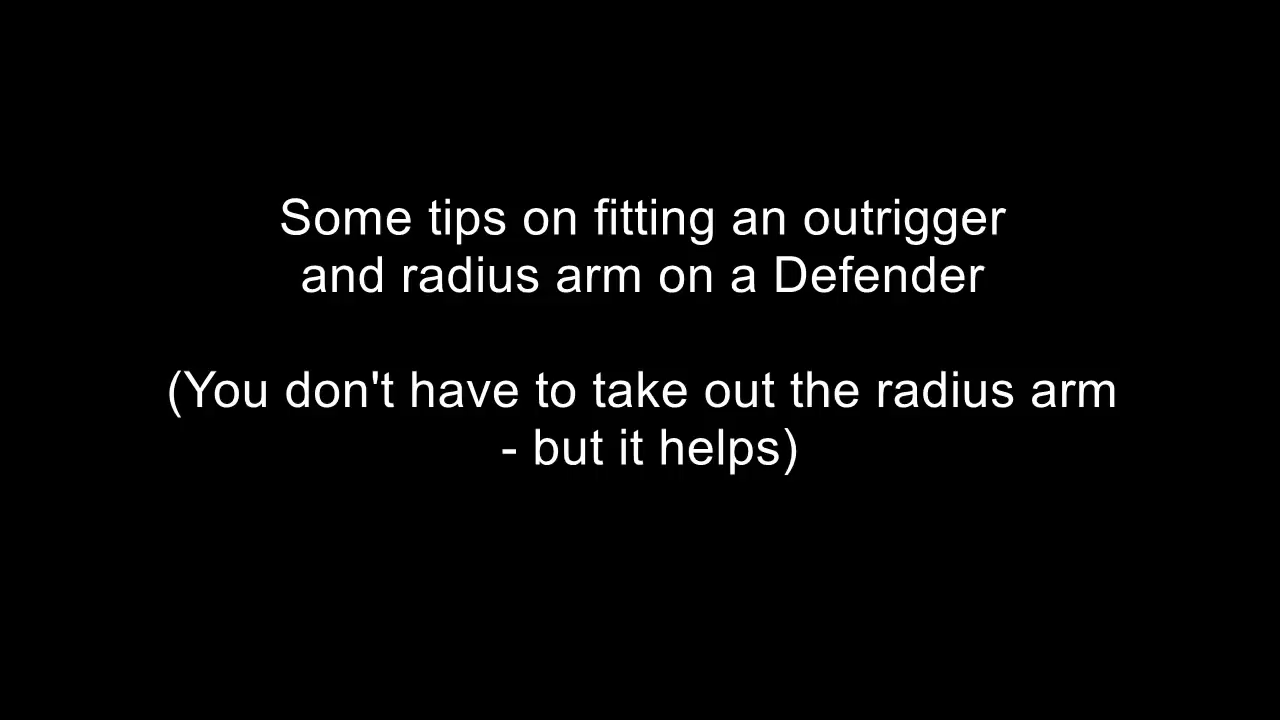 Some tips on fitting an outrigger
and radius arm on a Defender
(You don't have to take out the radius arm
- but it helps)